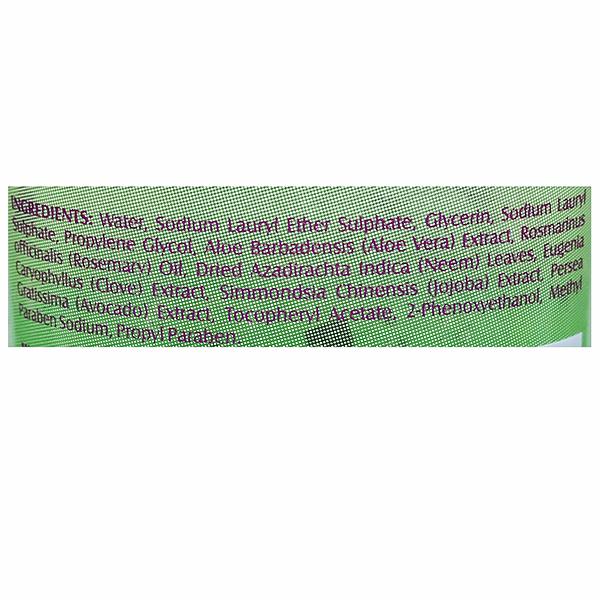 INGREDIENTS: Water, Sodium Lauryl Ether Sulphate, Glycerin, Sodium Lauryl
Sulphate, Propylene Glycol, Aloe Barbadensis (Aloe Vera) Extract, Rosmarinus
officinalis (Rosemary) Oil, Dried Azadirachta Indica (Neem) Leaves, Eugenia
Caryophyllus (Clove) Extract, Simmondsia Chinensis (Jojoba) Extract, Persea
Gratissima (Avocado) Extract, Tocopheryl Acetate, 2-Phenoxyethanol, Methyl
Paraben Sodium, Propyl Paraben.